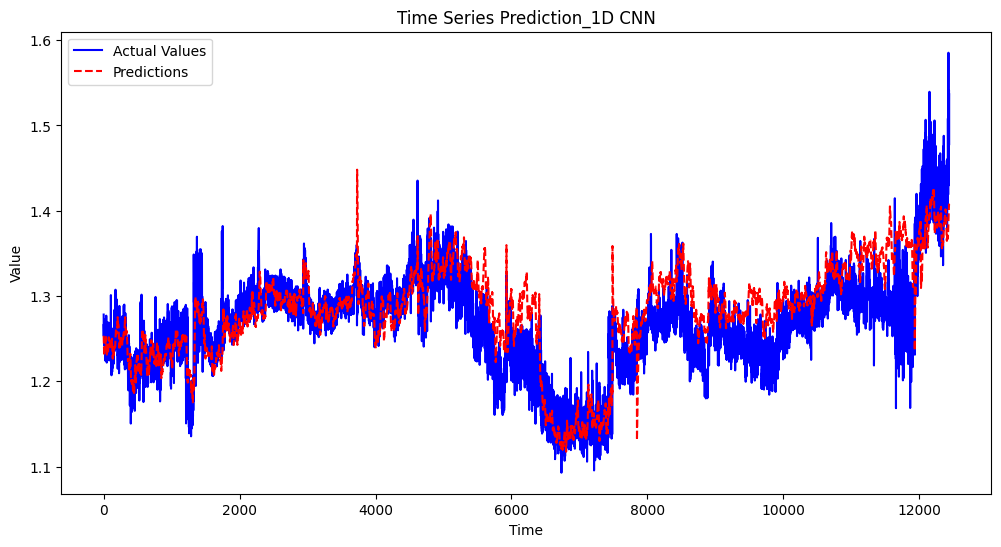 Time Series Prediction_1D CNN
Actual Values
Predictions
Value
1.6
1.5
1.4
1.3
1.2
1.1
0 2000 4000 6000 8000 10000 12000
Time